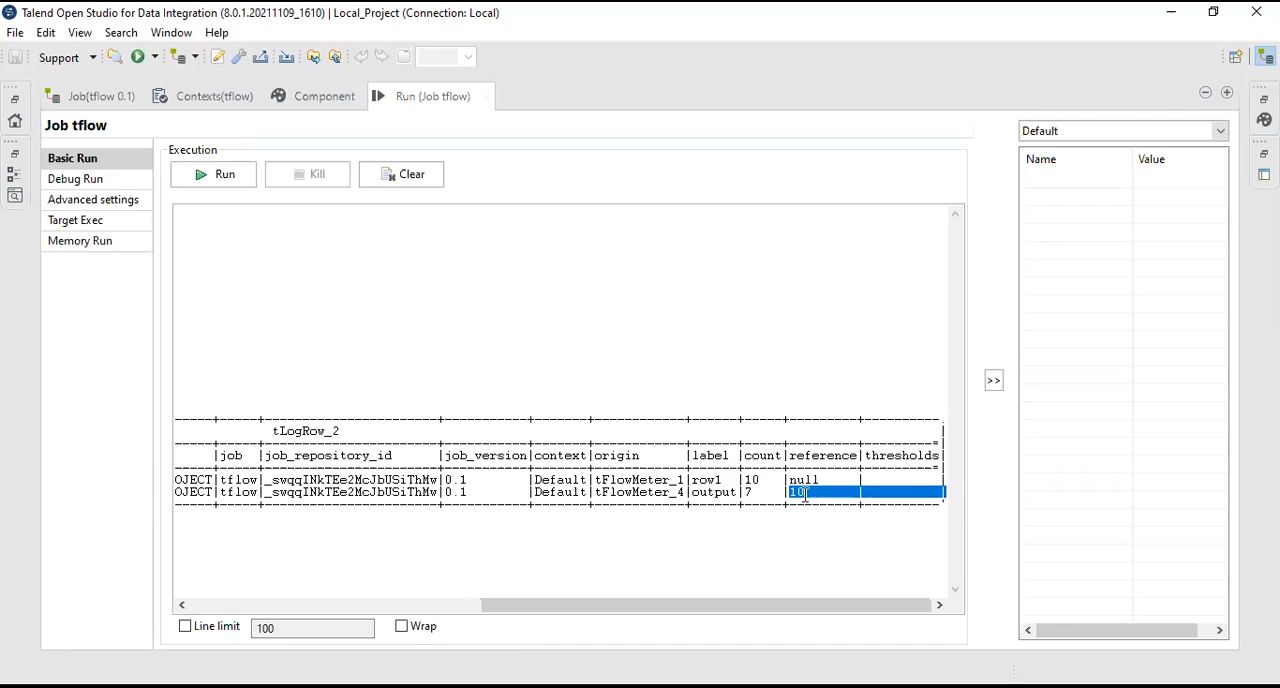 Talend Open Studio for Data Integration (8.0.1.20211109_1610) | Local_Project (Connection: Local)
File Edit View Search Window Help
Support
Job(tflow 0.1) Contexts(tflow) Component Run (Job tflow)
Job tflow
Default
Basic Run
Debug Run
Advanced settings
Target Exec
Memory Run
Execution
Run Kill Clear
Name Value
>>
tLogRow_2
|job |job_repository_id |job_version|context|origin |label |count|reference|thresholds|
OJECT|tflow|_swqqINkTEe2McJbUSiThMw|0.1 |Default|tFlowMeter_1|row1 |10 |null | |
OJECT|tflow|_swqqINkTEe2McJbUSiThMw|0.1 |Default|tFlowMeter_4|output|7 |10 | |
Line limit 100 Wrap